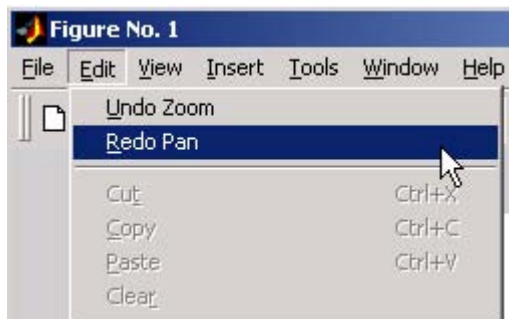 Figure No. 1
File Edit View Insert Tools Window Help
Undo Zoom
Redo Pan
Cut Ctrl+X
Copy Ctrl+C
Paste Ctrl+V
Clear